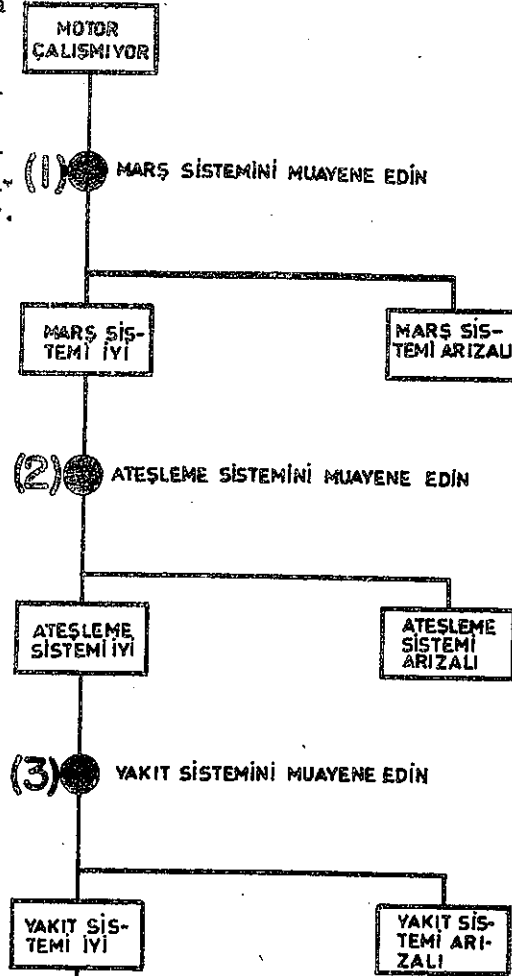 a
MOTOR
ÇALIŞMIYOR
(1) MARŞ SİSTEMİNİ MUAYENE EDİN
MARŞ SİS-
TEMİ İYİ
MARŞ SİS-
TEMİ ARIZALI
(2) ATEŞLEME SİSTEMİNİ MUAYENE EDİN
ATEŞLEME
SİSTEMİ İYİ
ATEŞLEME
SİSTEMİ
ARIZALI
(3) YAKIT SİSTEMİNİ MUAYENE EDİN
YAKIT SİS-
TEMİ İYİ
YAKIT SİS-
TEMİ ARI-
ZALI